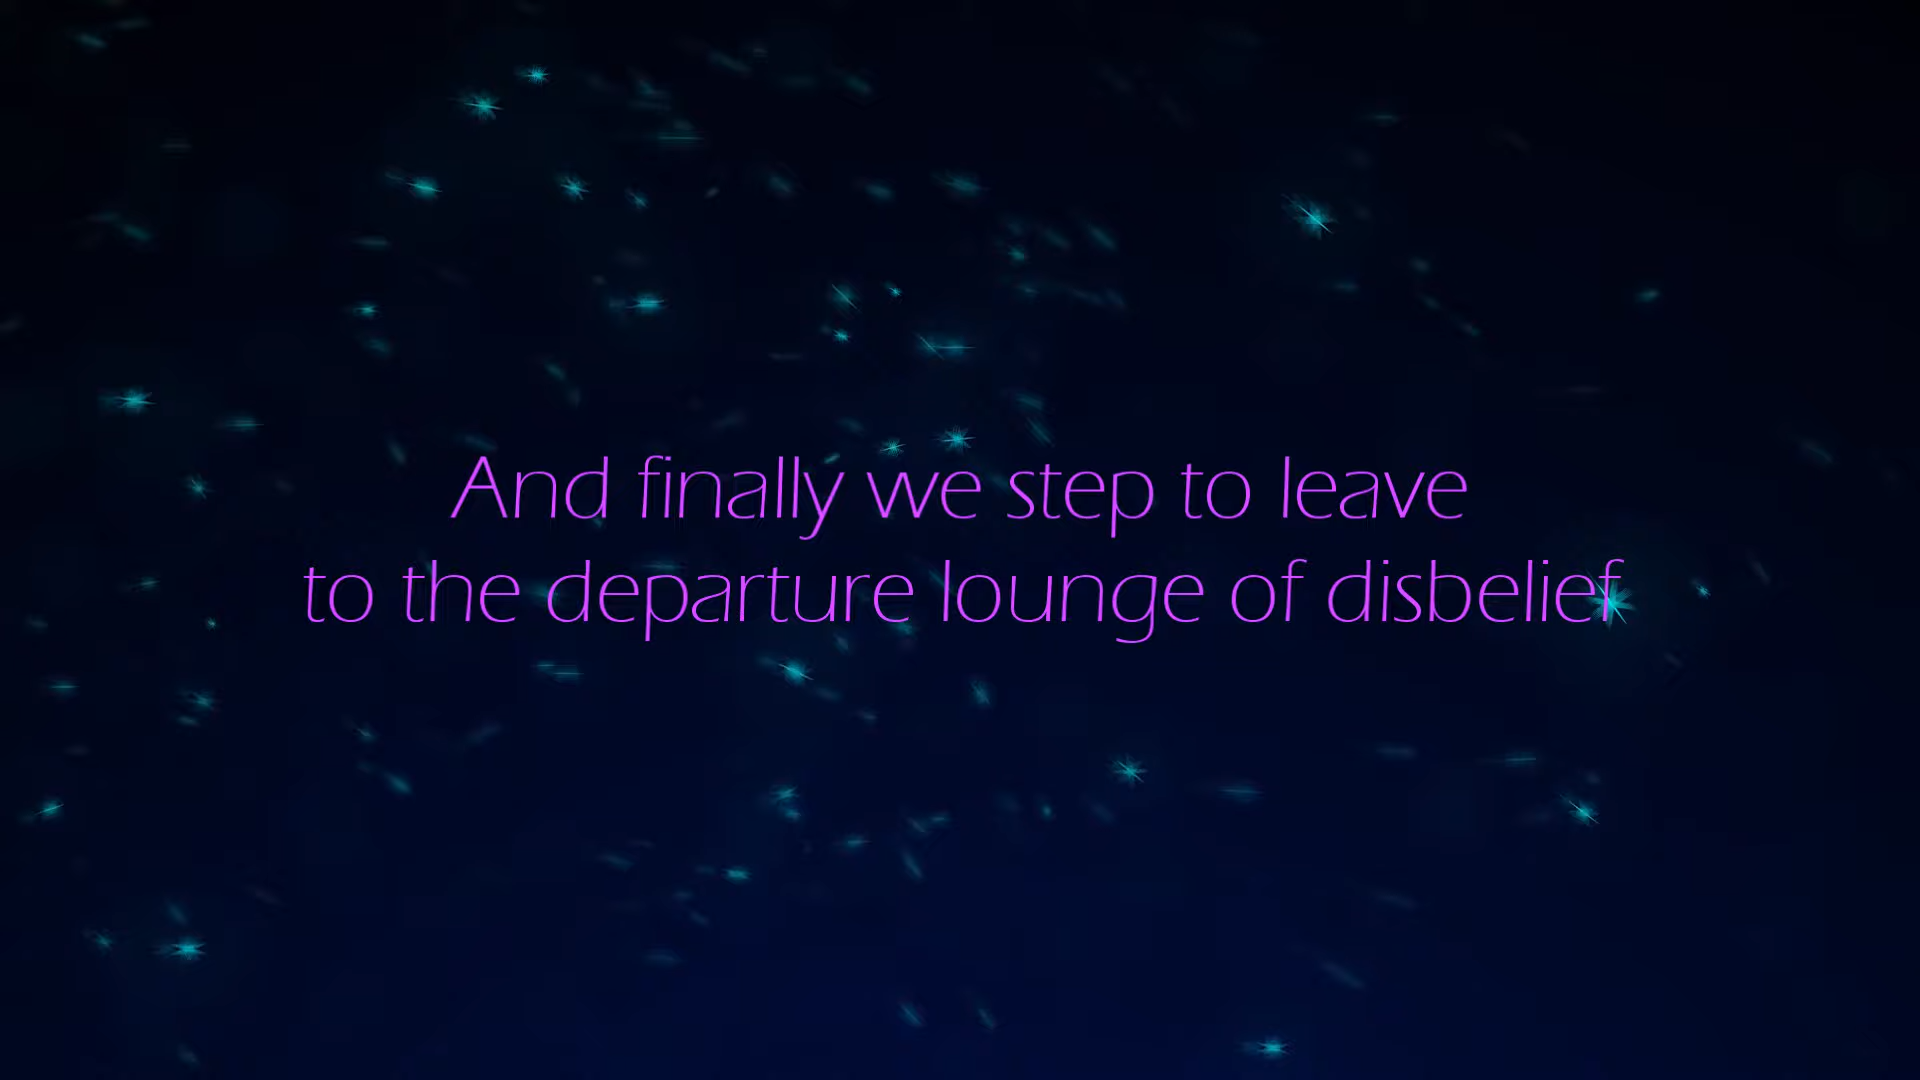 And finally we step to leave
to the departure lounge of disbelief